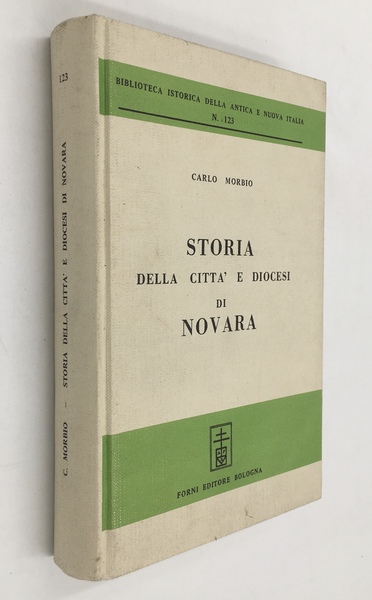 123
C. MORBIO - STORIA DELLA CITTA' E DIOCESI DI NOVARA
BIBLIOTECA ISTORICA DELLA ANTICA E NUOVA ITALIA
N. 123
CARLO MORBIO
STORIA
DELLA CITTA' E DIOCESI
DI
NOVARA
FORNI EDITORE BOLOGNA